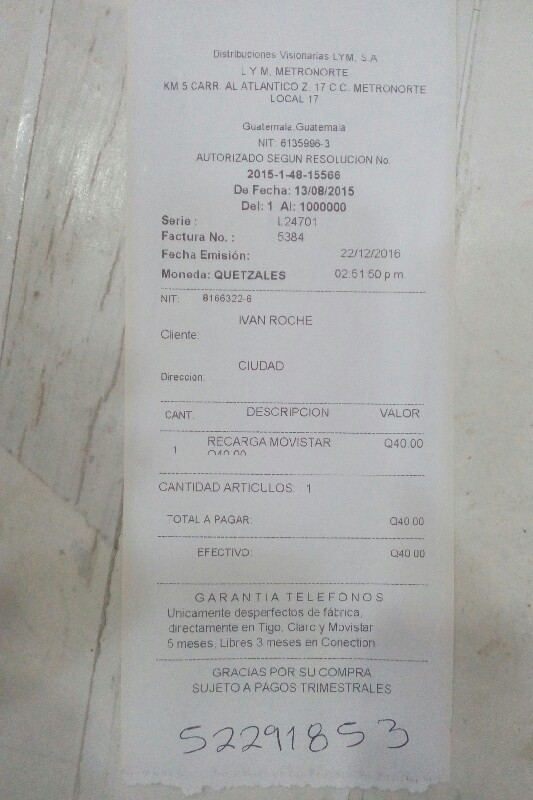 Distribuciones Visionarias LYM, S.A
L Y M, METRONORTE
KM 5 CARR. AL ATLANTICO Z. 17 C.C. METRONORTE
LOCAL 17
Guatemala,Guatemala
NIT: 6135996-3
AUTORIZADO SEGUN RESOLUCION No.
2015-1-48-15566
De Fecha: 13/08/2015
Del: 1 Al: 1000000
Serie : L24701
Factura No. : 5384
Fecha Emisión: 22/12/2016
Moneda: QUETZALES 02:51:50 p m
NIT: 8166322-6
IVAN ROCHE
Cliente:
CIUDAD
Dirección:
CANT. DESCRIPCION VALOR
1 RECARGA MOVISTAR Q40.00
Q40.00
CANTIDAD ARTICULOS: 1
TOTAL A PAGAR: Q40.00
EFECTIVO: Q40.00
GARANTIA TELEFONOS
Unicamente desperfectos de fábrica,
directamente en Tigo, Claro y Movistar
6 meses, Libres 3 meses en Conection
GRACIAS POR SU COMPRA
SUJETO A PAGOS TRIMESTRALES
52291853